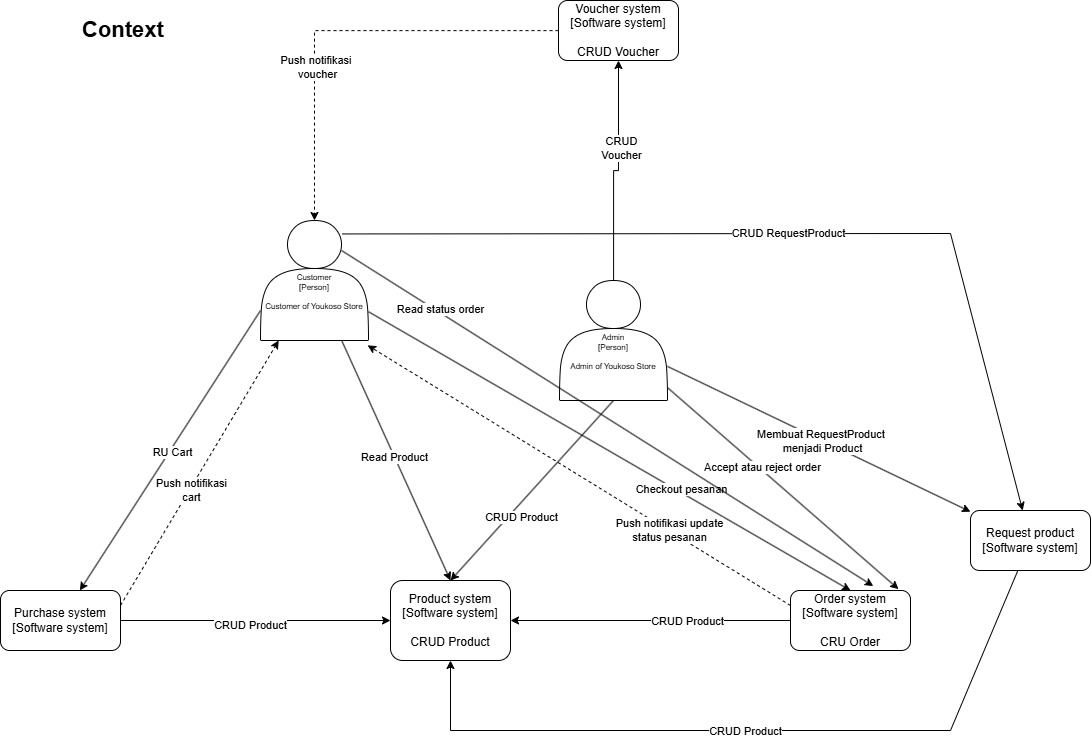 Context
Voucher system
[Software system]
CRUD Voucher
Push notifikasi
voucher
CRUD
Voucher
CRUD RequestProduct
Customer
[Person]
Customer of Youkoso Store
Read status order
Admin
[Person]
Admin of Youkoso Store
Membuat RequestProduct
menjadi Product
RU Cart
Read Product
Accept atau reject order
Push notifikasi
cart
Checkout pesanan
CRUD Product
Push notifikasi update
status pesanan
Request product
[Software system]
Purchase system
[Software system]
Product system
[Software system]
CRUD Product
Order system
[Software system]
CRU Order
CRUD Product
CRUD Product
CRUD Product